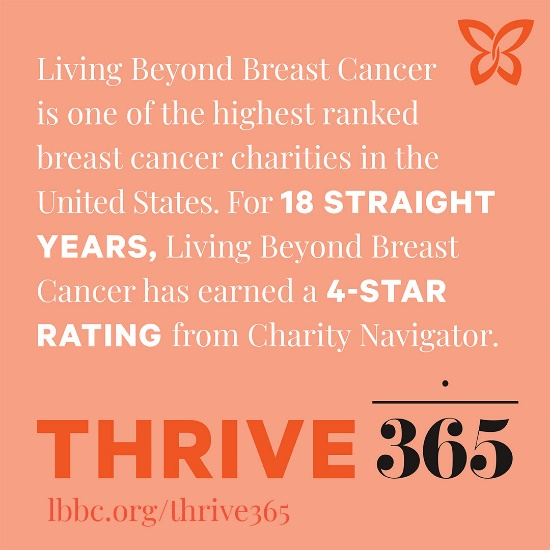 Living Beyond Breast Cancer
is one of the highest ranked
breast cancer charities in the
United States. For 18 STRAIGHT
YEARS, Living Beyond Breast
Cancer has earned a 4-STAR
RATING from Charity Navigator.
THRIVE 365
lbbc.org/thrive365